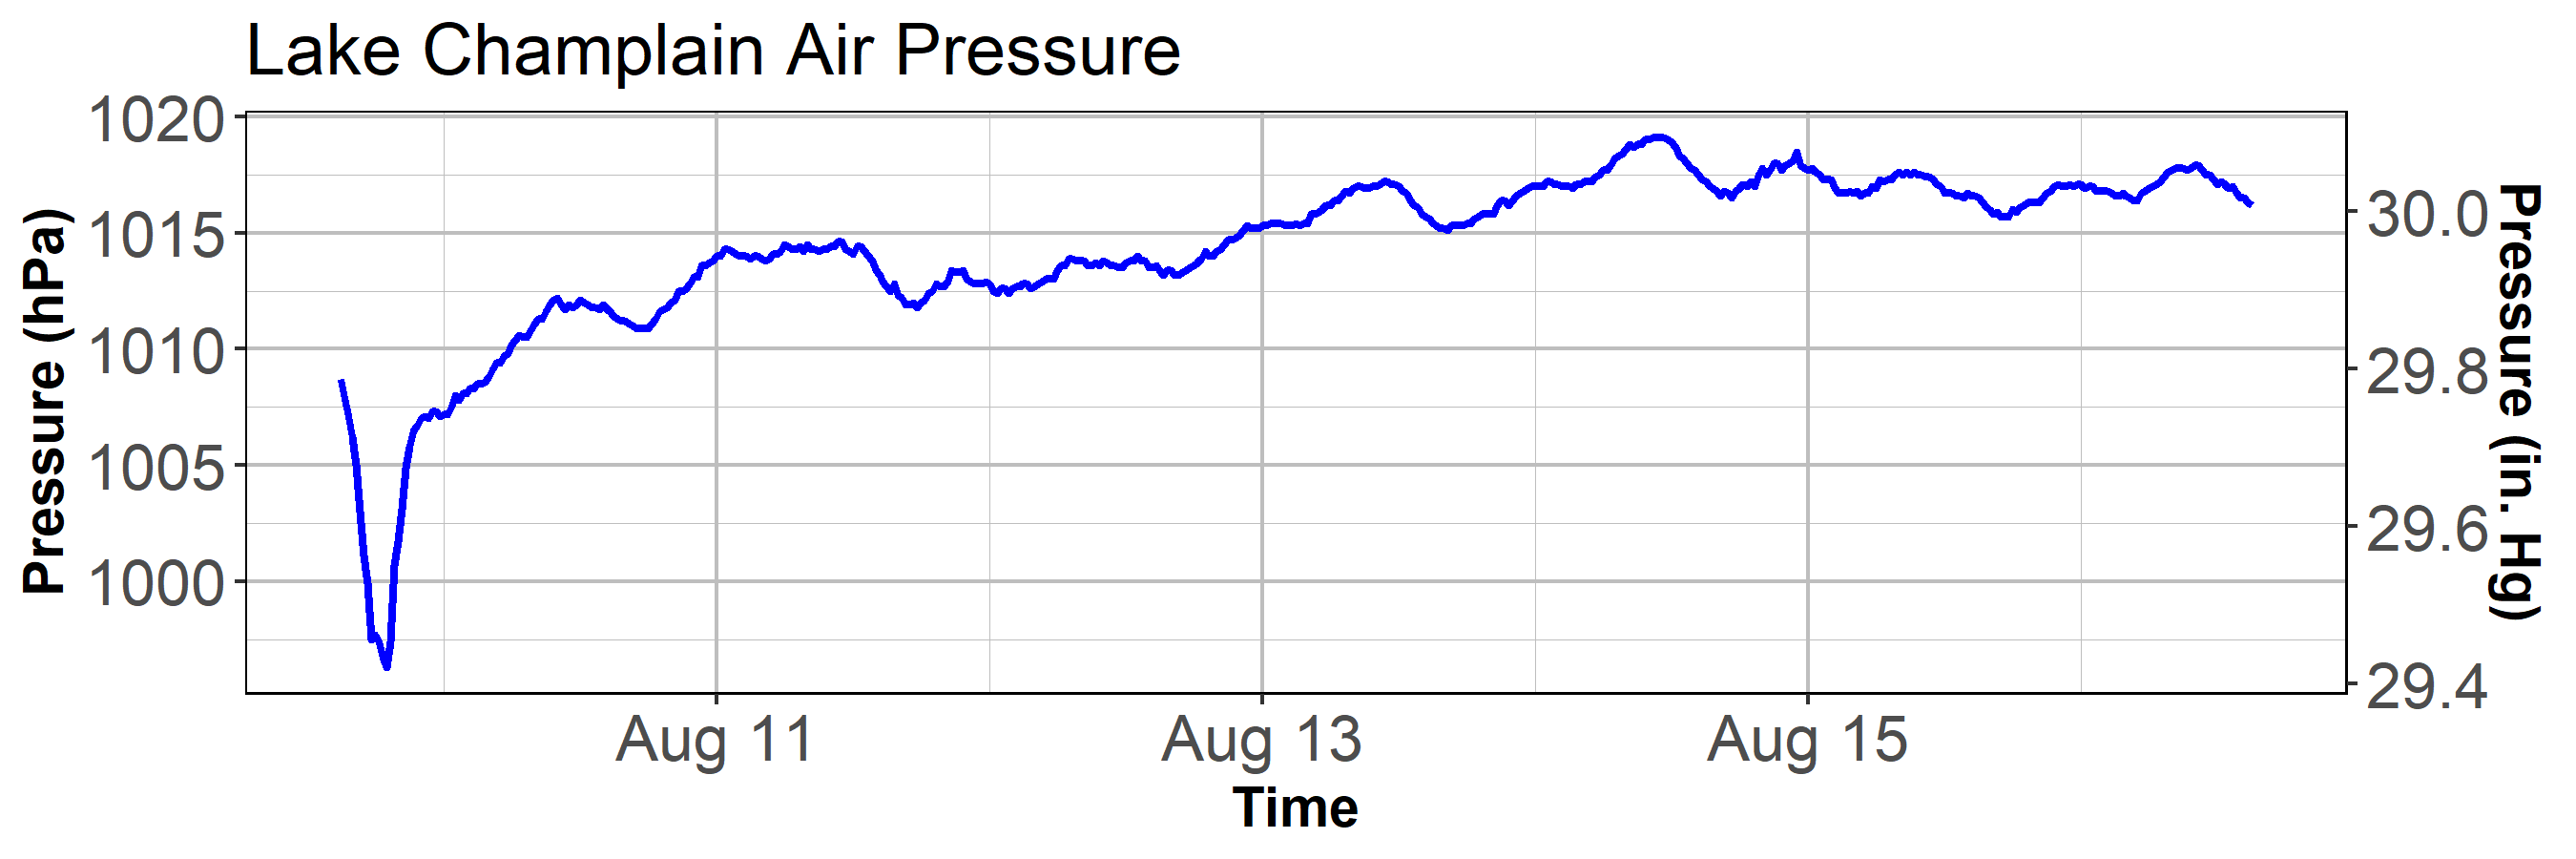 Lake Champlain Air Pressure
1020
1015
1010
1005
1000
Pressure (hPa)
30.0
29.8
29.6
29.4
Pressure (in. Hg)
Aug 11
Aug 13
Aug 15
Time